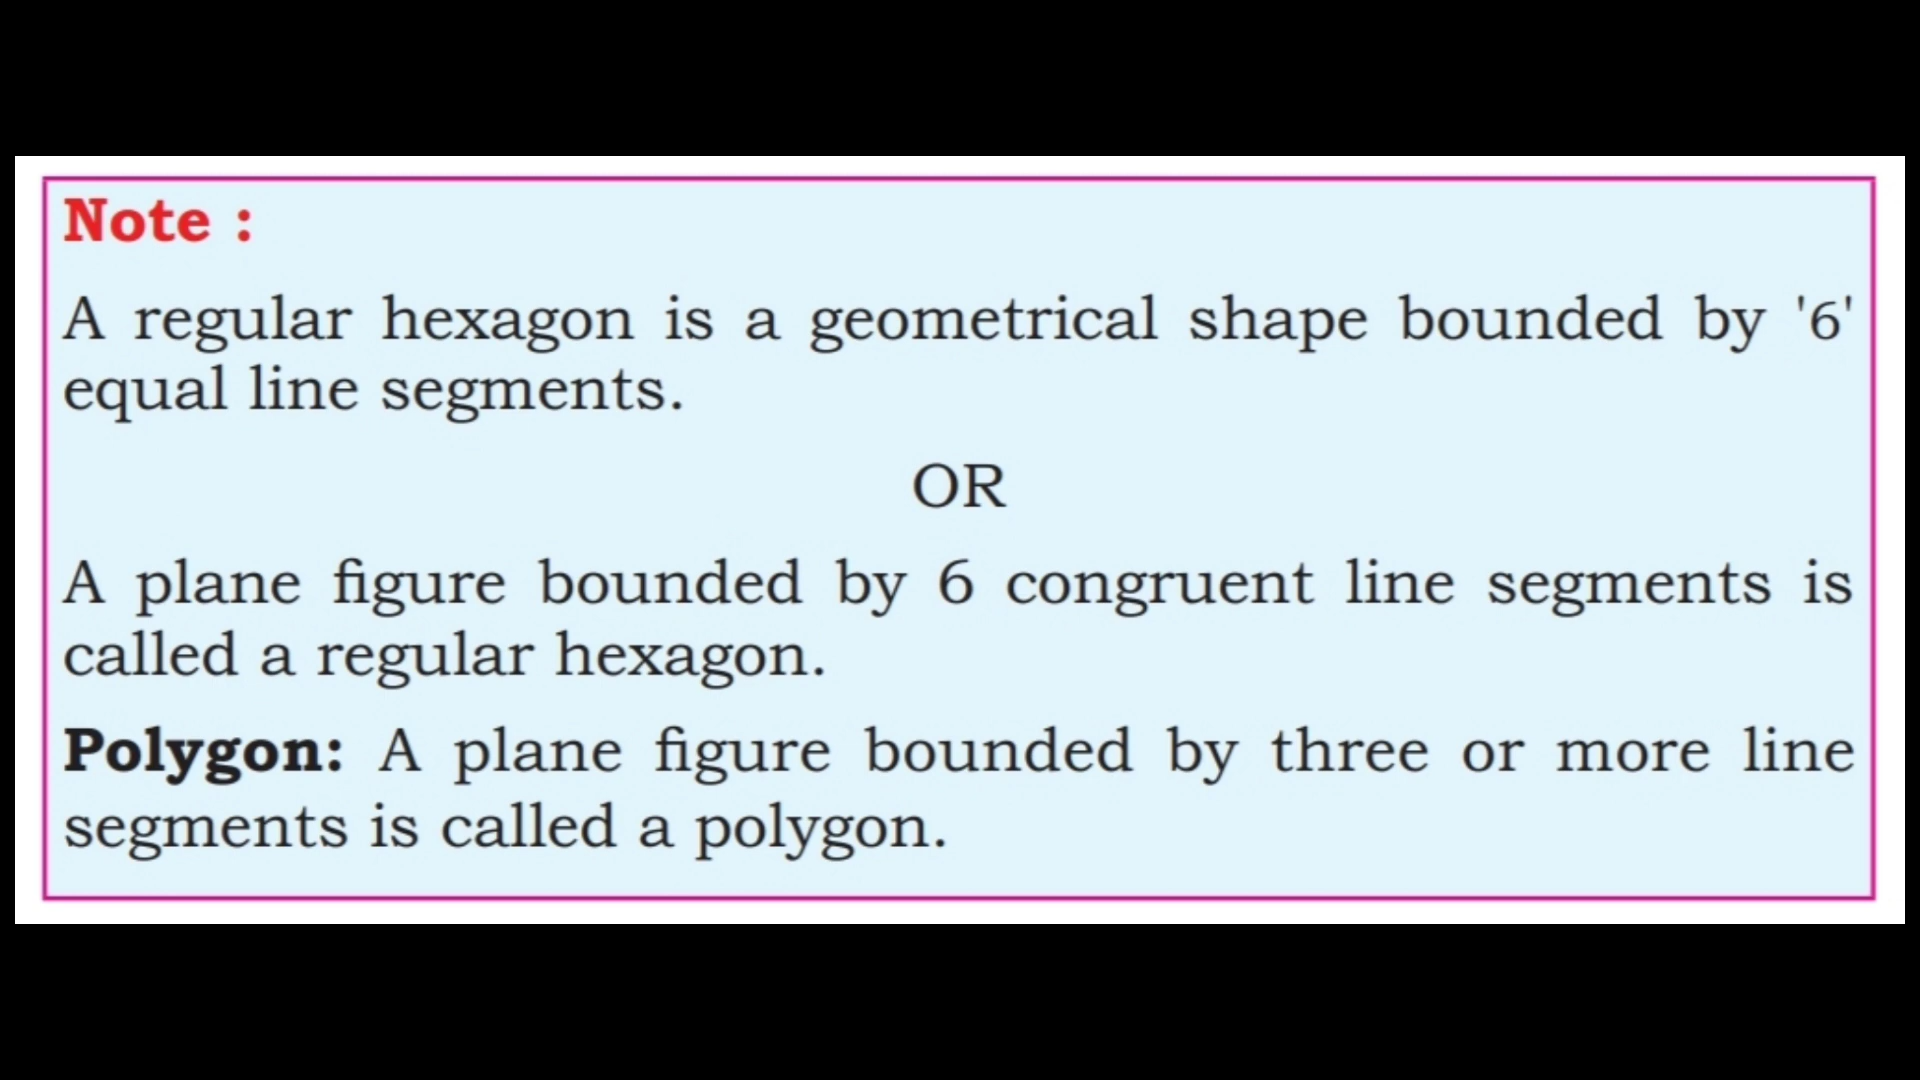 Note :
A regular hexagon is a geometrical shape bounded by '6'
equal line segments.
OR
A plane figure bounded by 6 congruent line segments is
called a regular hexagon.
Polygon: A plane figure bounded by three or more line
segments is called a polygon.